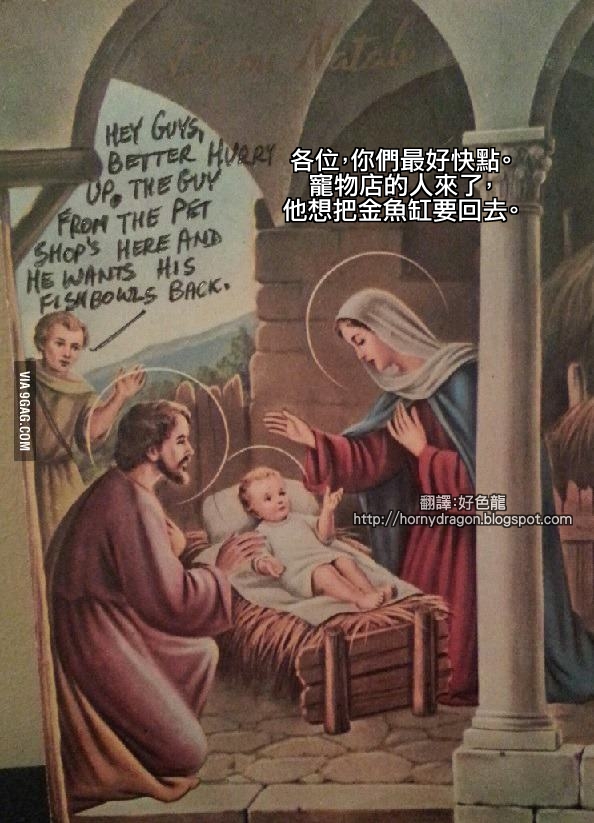 Buone Natale
HEY GUYS,
BETTER HURRY
UP, THE GUY
FROM THE PET
SHOP'S HERE AND
HE WANTS HIS
FISHBOWLS BACK.
各位,你們最好快點。
寵物店的人來了,
他想把金魚缸要回去。
VIA 9GAG.COM
翻譯:好色龍
http://hornydragon.blogspot.com